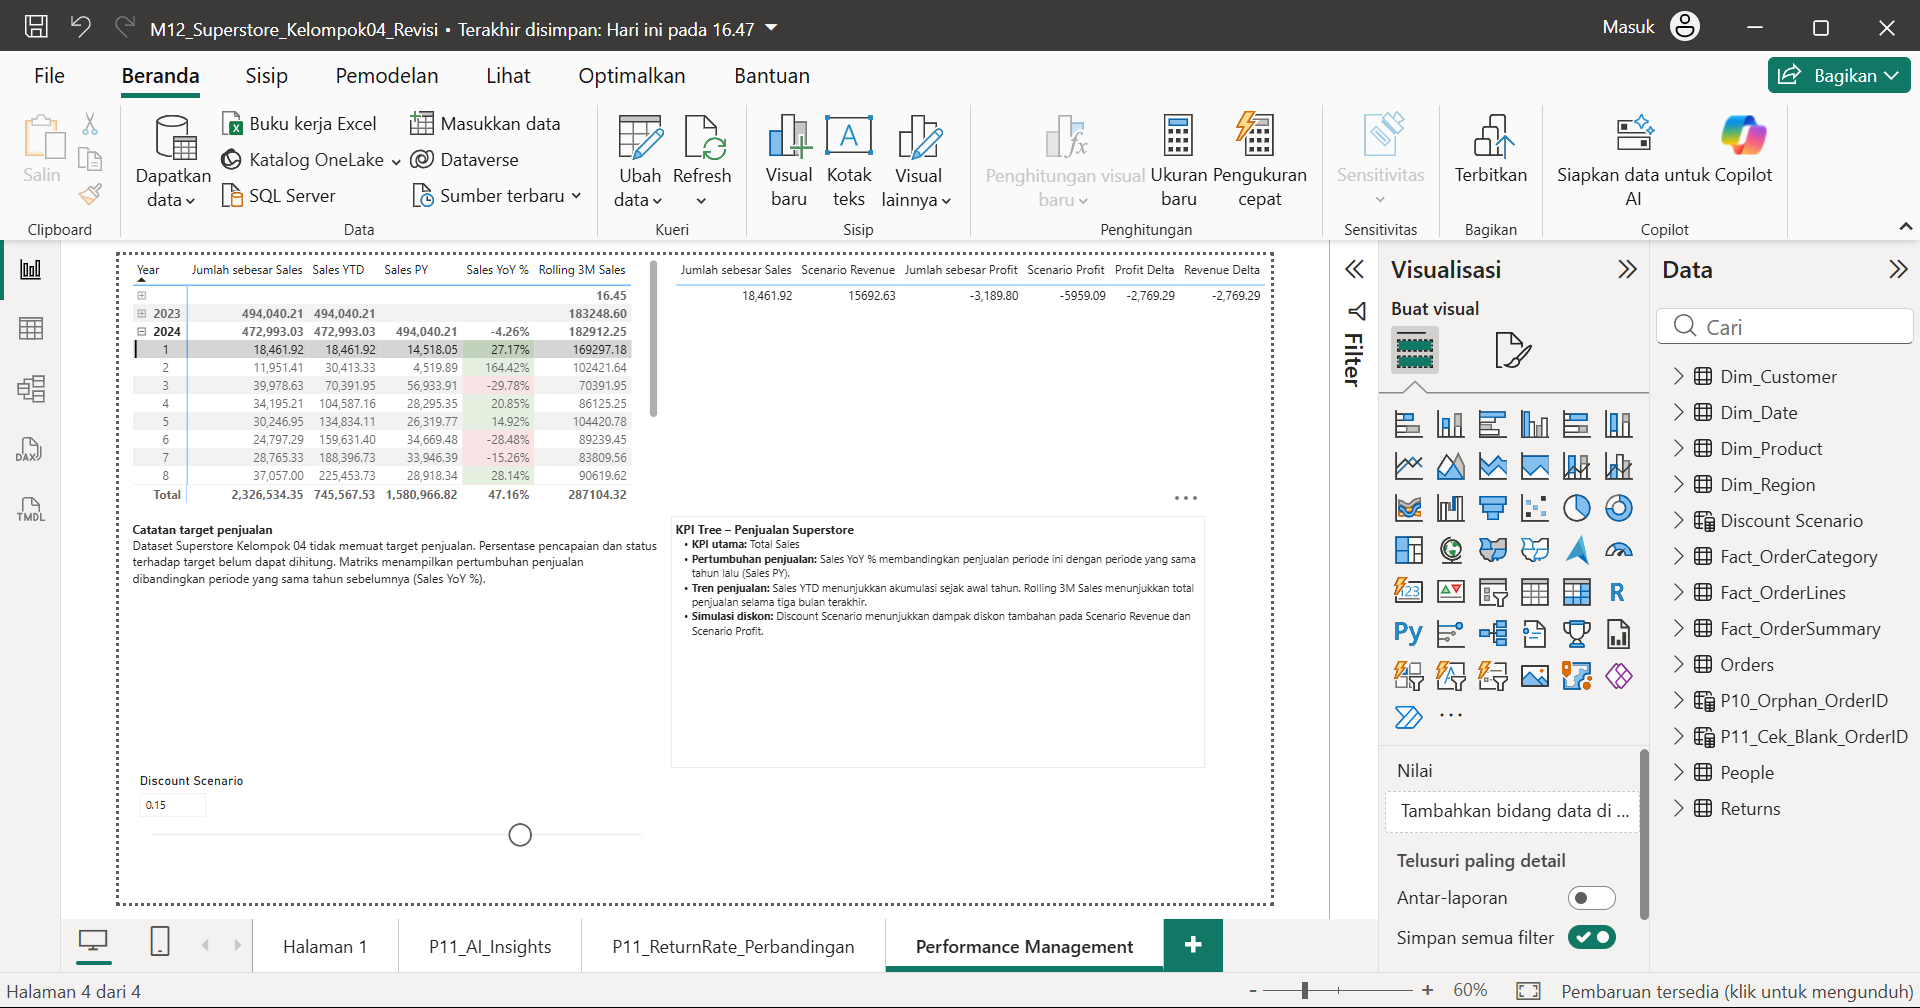 M12_Superstore_Kelompok04_Revisi • Terakhir disimpan: Hari ini pada 16.47
Masuk
File
Beranda
Sisip
Pemodelan
Lihat
Optimalkan
Bantuan
Bagikan
Salin
Clipboard
Dapatkan data
Buku kerja Excel
Katalog OneLake
SQL Server
Masukkan data
Dataverse
Sumber terbaru
Data
Ubah data
Refresh
Kueri
Visual baru
Kotak teks
Visual lainnya
Sisip
Penghitungan visual baru
Ukuran baru
Pengukuran cepat
Penghitungan
Sensitivitas
Sensitivitas
Terbitkan
Bagikan
Siapkan data untuk AI
Copilot
Copilot
Year Jumlah sebesar Sales Sales YTD Sales PY Sales YoY % Rolling 3M Sales
16.45
2023 494,040.21 494,040.21 183248.60
2024 472,993.03 472,993.03 494,040.21 -4.26% 182912.25
1 18,461.92 18,461.92 14,518.05 27.17% 169297.18
2 11,951.41 30,413.33 4,519.89 164.42% 102421.64
3 39,978.63 70,391.95 56,933.91 -29.78% 70391.95
4 34,195.21 104,587.16 28,295.35 20.85% 86125.25
5 30,246.95 134,834.11 26,319.77 14.92% 104420.78
6 24,797.29 159,631.40 34,669.48 -28.48% 89239.45
7 28,765.33 188,396.73 33,946.39 -15.26% 83809.56
8 37,057.00 225,453.73 28,918.34 28.14% 90619.62
Total 2,326,534.35 745,567.53 1,580,966.82 47.16% 287104.32
Jumlah sebesar Sales Scenario Revenue Jumlah sebesar Profit Scenario Profit Profit Delta Revenue Delta
18,461.92 15692.63 -3,189.80 -5959.09 -2,769.29 -2,769.29
Catatan target penjualan
Dataset Superstore Kelompok 04 tidak memuat target penjualan. Persentase pencapaian dan status
terhadap target belum dapat dihitung. Matriks menampilkan pertumbuhan penjualan
dibandingkan periode yang sama tahun sebelumnya (Sales YoY %).
KPI Tree – Penjualan Superstore
• KPI utama: Total Sales
• Pertumbuhan penjualan: Sales YoY % membandingkan penjualan periode ini dengan periode yang sama
tahun lalu (Sales PY).
• Tren penjualan: Sales YTD menunjukkan akumulasi sejak awal tahun. Rolling 3M Sales menunjukkan total
penjualan selama tiga bulan terakhir.
• Simulasi diskon: Discount Scenario menunjukkan dampak diskon tambahan pada Scenario Revenue dan
Scenario Profit.
Discount Scenario
0.15
Filter
Visualisasi
Buat visual
Nilai
Tambahkan bidang data di ...
Telusuri paling detail
Antar-laporan
Simpan semua filter
Data
Cari
Dim_Customer
Dim_Date
Dim_Product
Dim_Region
Discount Scenario
Fact_OrderCategory
Fact_OrderLines
Fact_OrderSummary
Orders
P10_Orphan_OrderID
P11_Cek_Blank_OrderID
People
Returns
DAX
TMDL
123
R
Py
Halaman 1
P11_AI_Insights
P11_ReturnRate_Perbandingan
Performance Management
+
Halaman 4 dari 4
- + 60%
Pembaruan tersedia (klik untuk mengunduh)